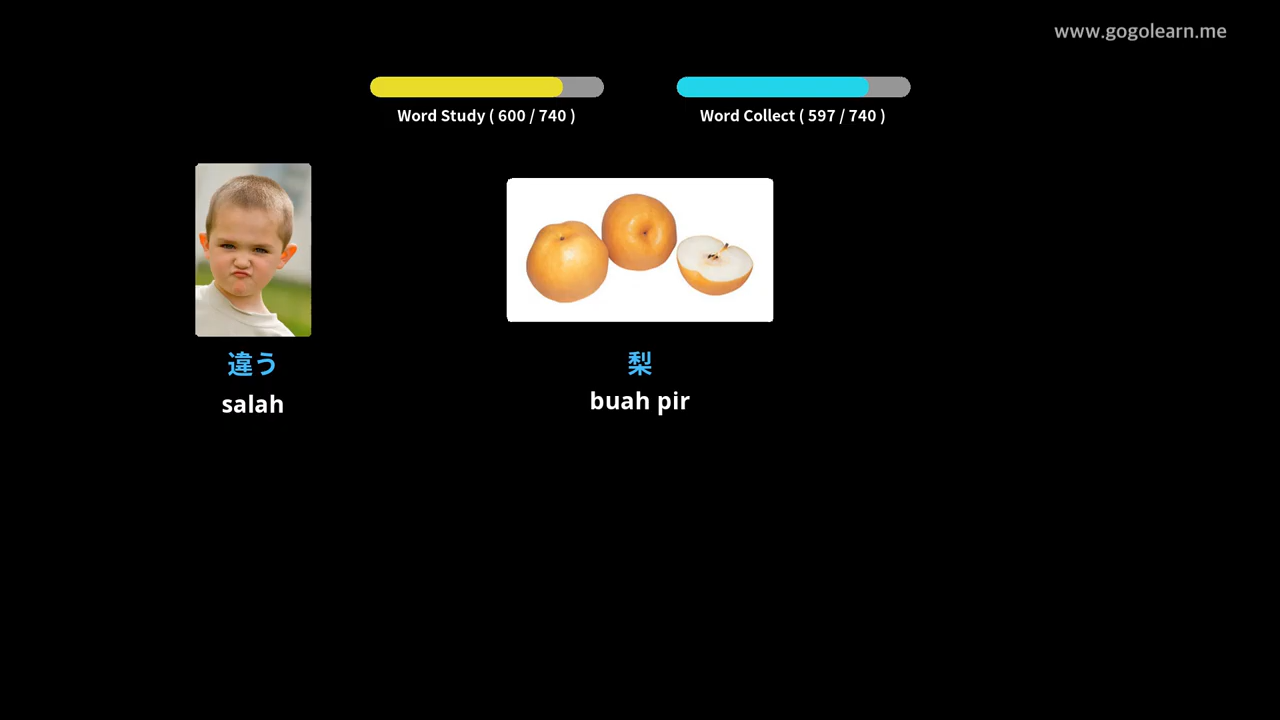 www.gogolearn.me
Word Study ( 600 / 740 )
Word Collect ( 597 / 740 )
違う
salah
梨
buah pir